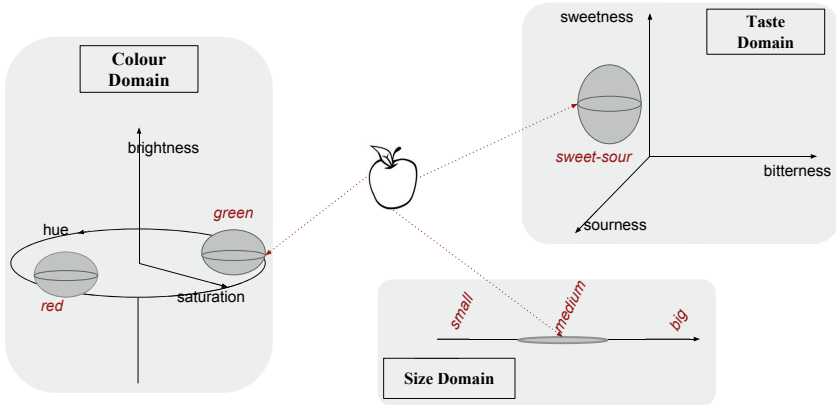 Colour
Domain
brightness
hue
green
red
saturation
sweetness
Taste
Domain
sweet-sour
bitterness
sourness
small
medium
big
Size Domain